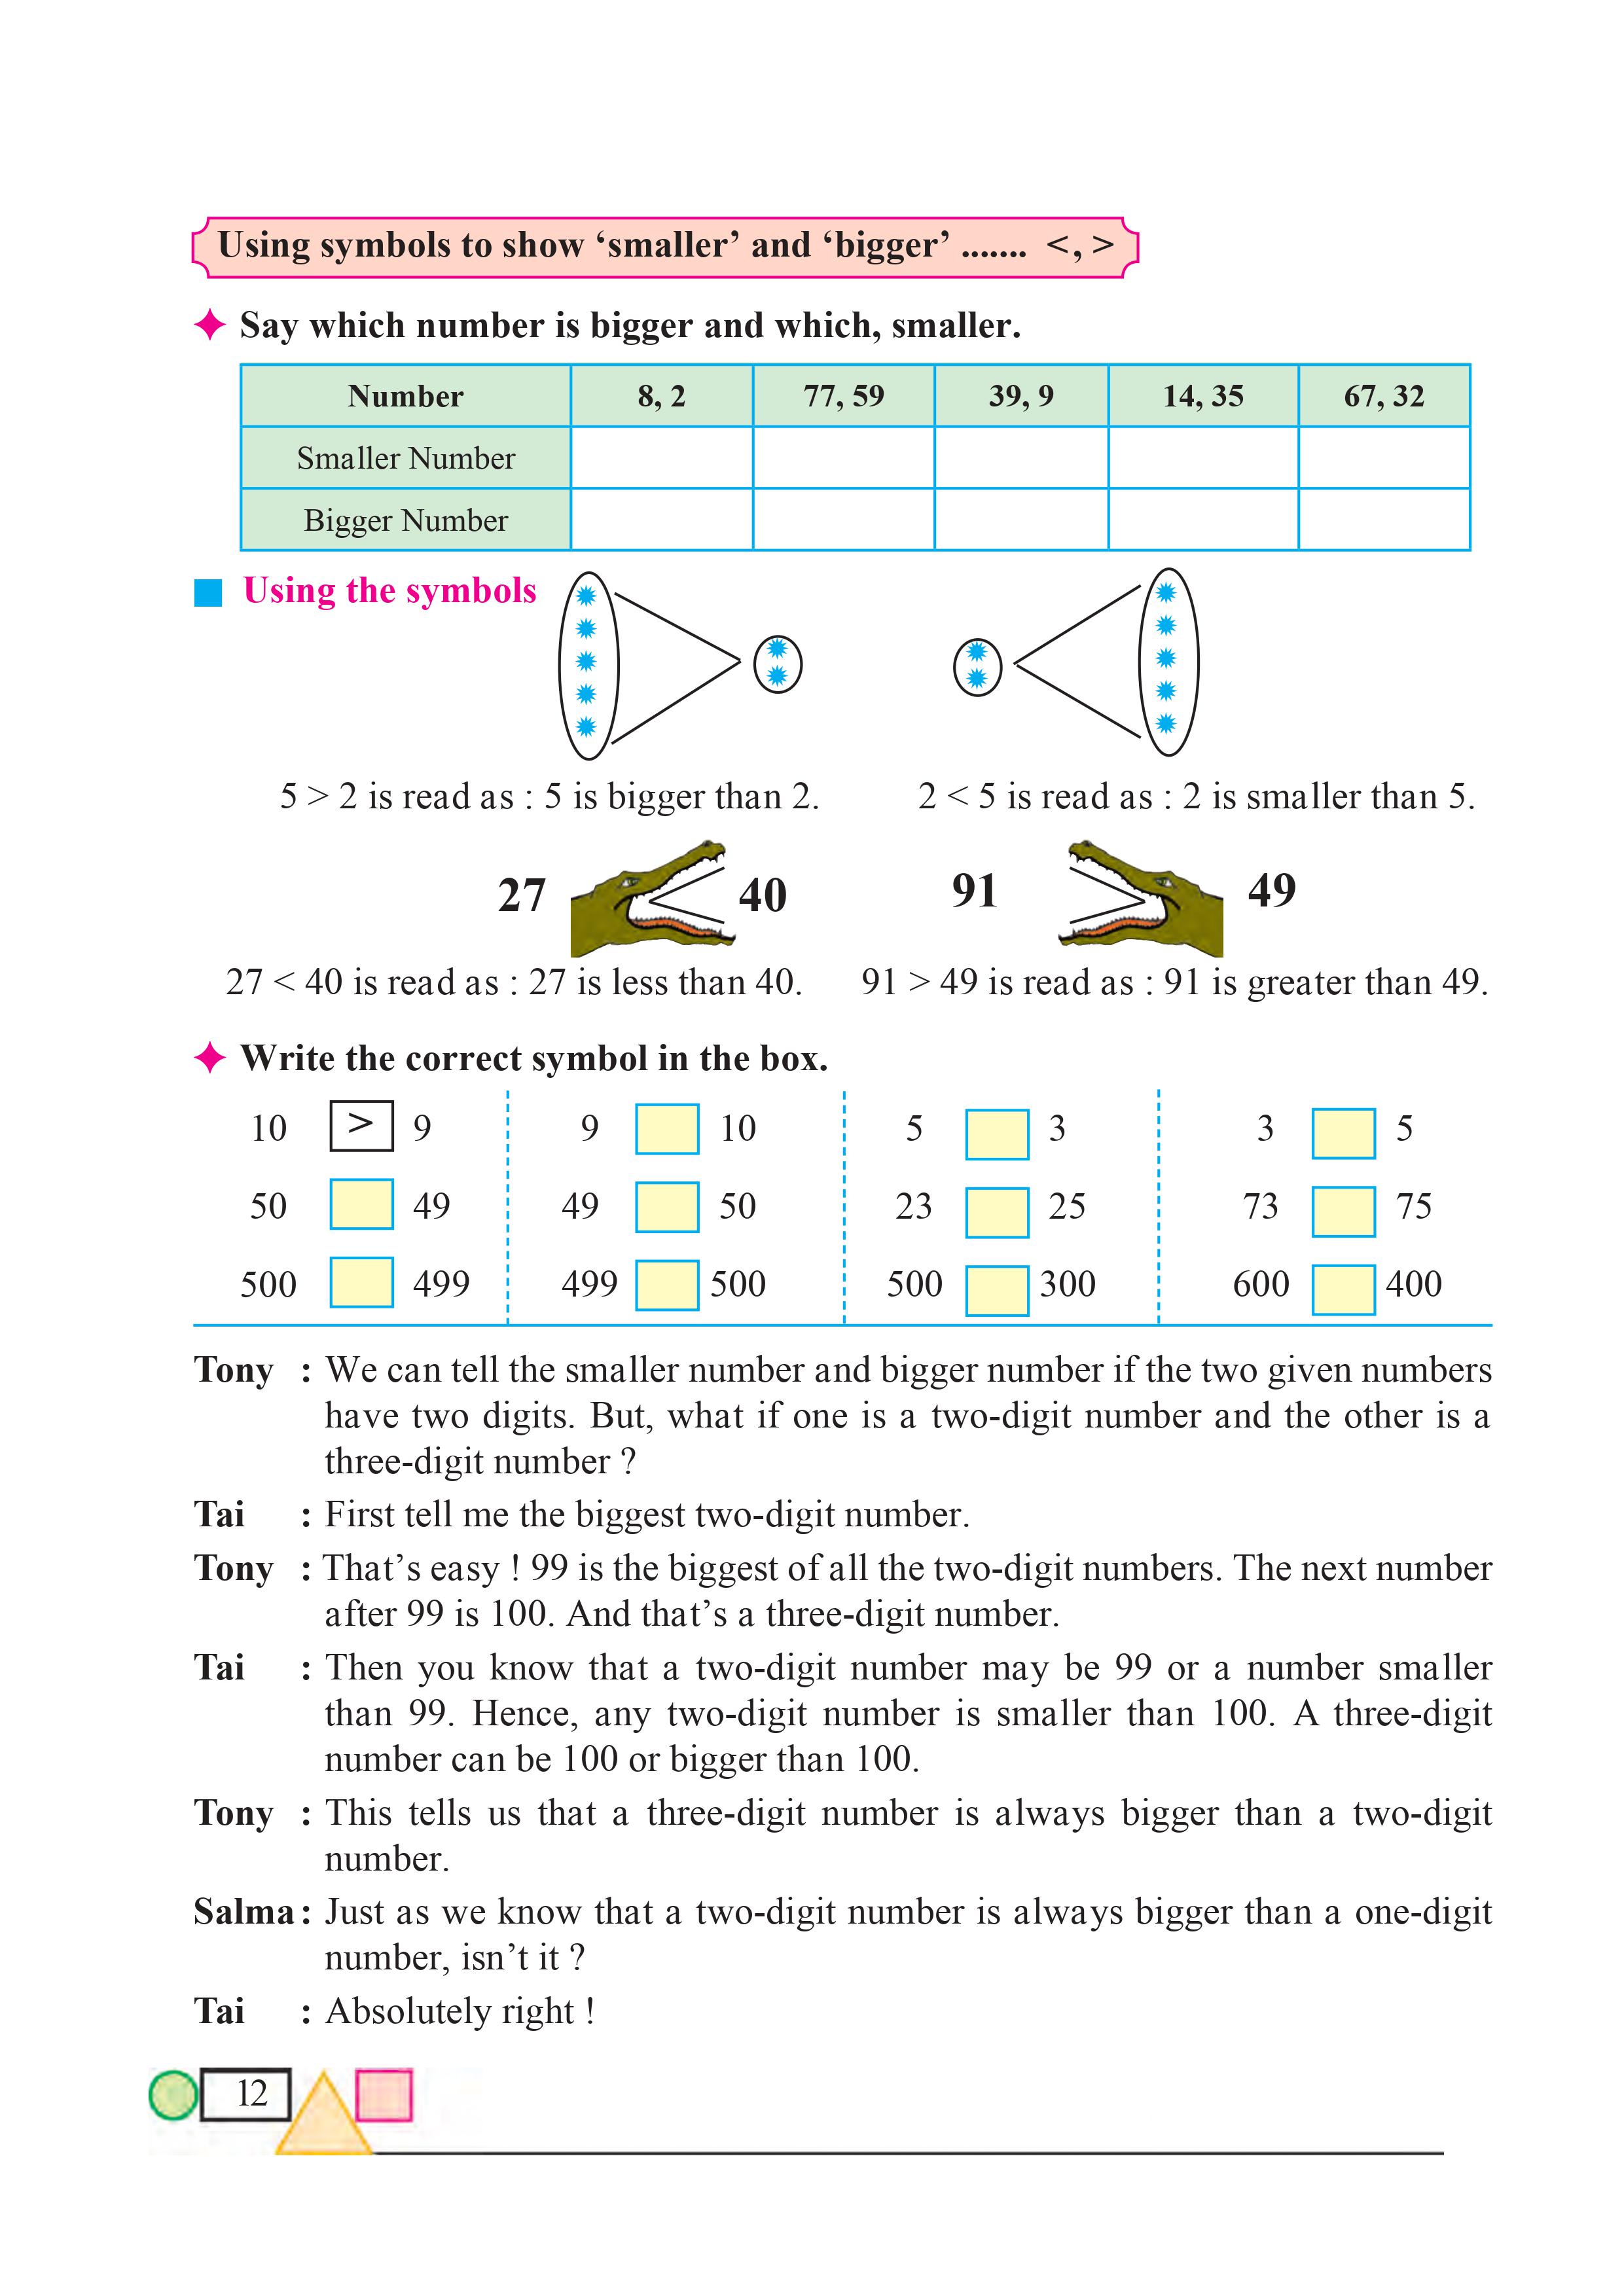 Using symbols to show ‘smaller’ and ‘bigger’ ....... <, >
Say which number is bigger and which, smaller.
Number 8, 2 77, 59 39, 9 14, 35 67, 32
Smaller Number
Bigger Number
Using the symbols
5 > 2 is read as : 5 is bigger than 2. 2 < 5 is read as : 2 is smaller than 5.
27 < 40 91 > 49
27 < 40 is read as : 27 is less than 40. 91 > 49 is read as : 91 is greater than 49.
Write the correct symbol in the box.
10 > 9 9 10 5 3 3 5
50 49 49 50 23 25 73 75
500 499 499 500 500 300 600 400
Tony : We can tell the smaller number and bigger number if the two given numbers
have two digits. But, what if one is a two-digit number and the other is a
three-digit number ?
Tai : First tell me the biggest two-digit number.
Tony : That’s easy ! 99 is the biggest of all the two-digit numbers. The next number
after 99 is 100. And that’s a three-digit number.
Tai : Then you know that a two-digit number may be 99 or a number smaller
than 99. Hence, any two-digit number is smaller than 100. A three-digit
number can be 100 or bigger than 100.
Tony : This tells us that a three-digit number is always bigger than a two-digit
number.
Salma : Just as we know that a two-digit number is always bigger than a one-digit
number, isn’t it ?
Tai : Absolutely right !
12